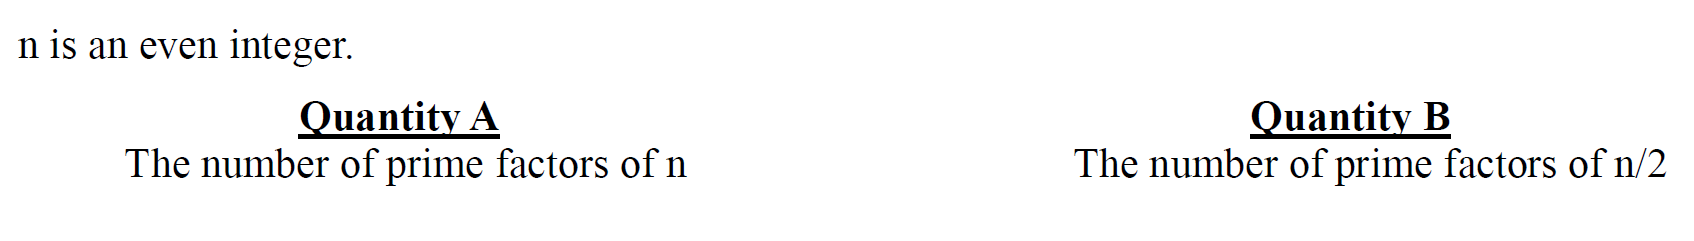 n is an even integer.
Quantity A
Quantity B
The number of prime factors of n
The number of prime factors of n/2